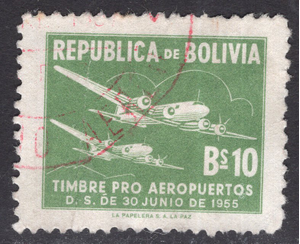 REPUBLICA DE BOLIVIA
Bs 10
TIMBRE PRO AEROPUERTOS
D. S. DE 30 JUNIO DE 1955
LA PAPELERA S. A. LA PAZ